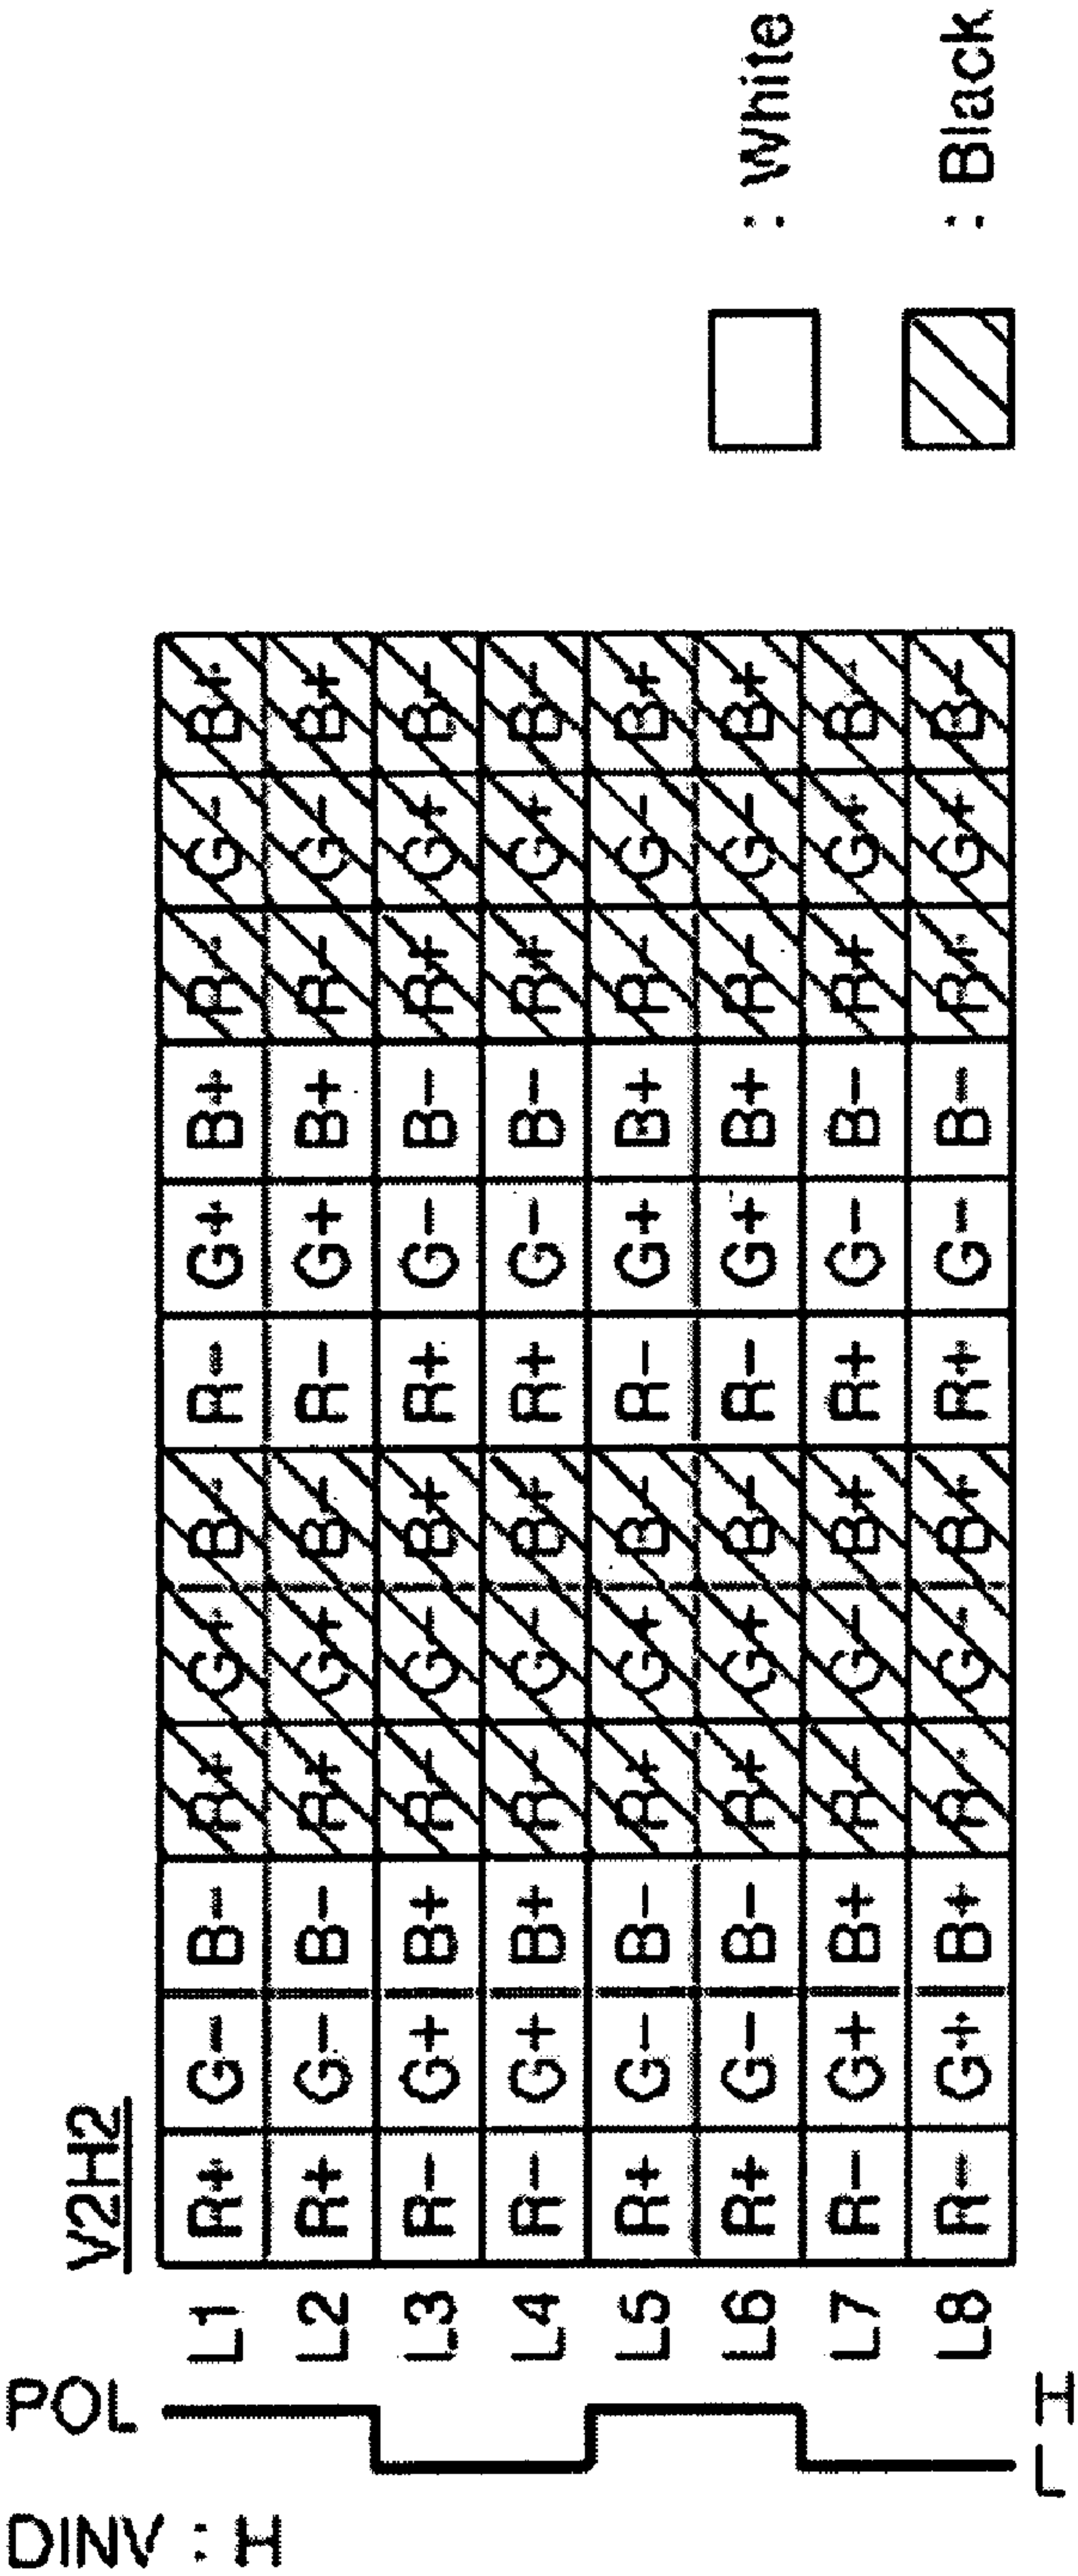 DINV : H POL V2H2
L1 R+ G− B− R+ G+ B− R− G+ B+ R− G− B+
L2 R+ G− B− R+ G+ B− R− G+ B+ R− G− B+
L3 R− G+ B+ R− G− B+ R+ G− B− R+ G+ B−
L4 R− G+ B+ R− G− B+ R+ G− B− R+ G+ B−
L5 R+ G− B− R+ G+ B− R− G+ B+ R− G− B+
L6 R+ G− B− R+ G+ B− R− G+ B+ R− G− B+
L7 R− G+ B+ R− G− B+ R+ G− B− R+ G+ B−
L8 R− G+ B+ R− G− B+ R+ G− B− R+ G+ B−
L H
: White
: Black